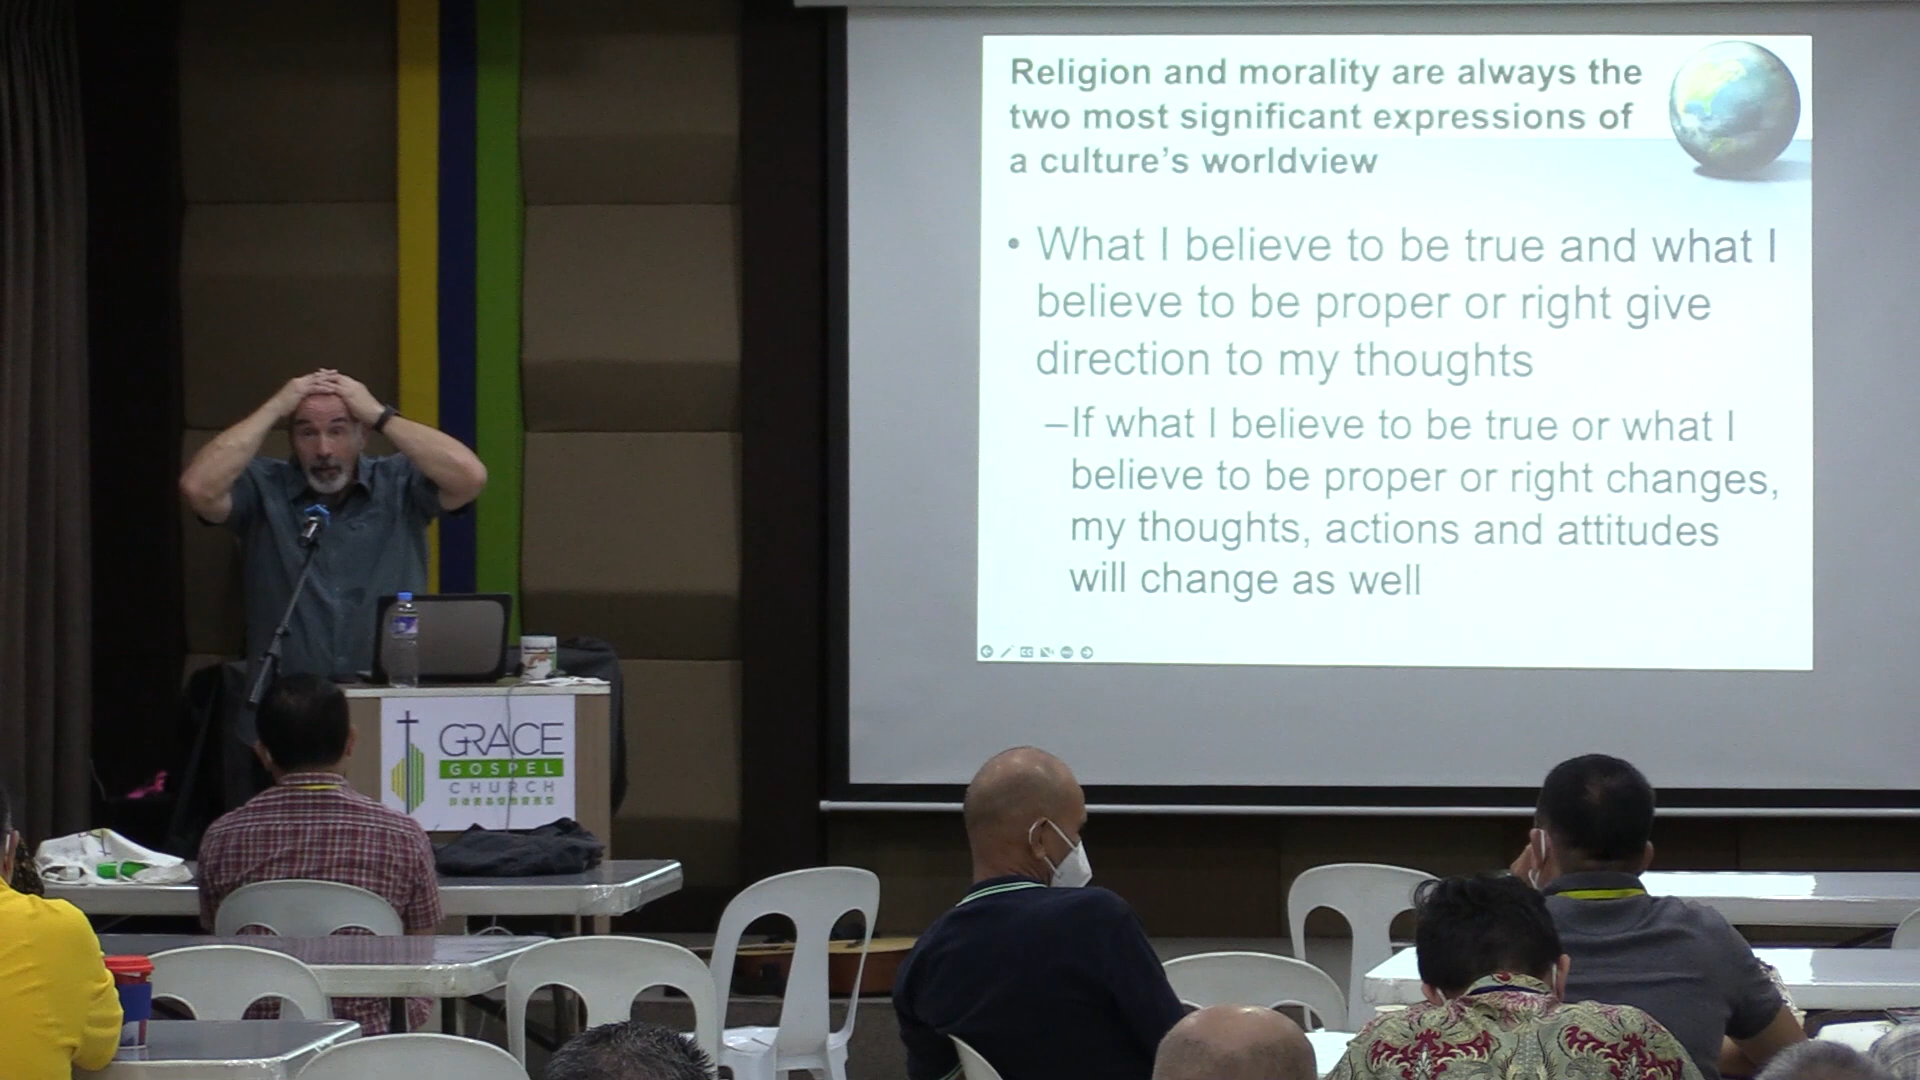 Religion and morality are always the
two most significant expressions of
a culture's worldview
• What I believe to be true and what I
believe to be proper or right give
direction to my thoughts
–If what I believe to be true or what I
believe to be proper or right changes,
my thoughts, actions and attitudes
will change as well
GRACE
GOSPEL
CHURCH